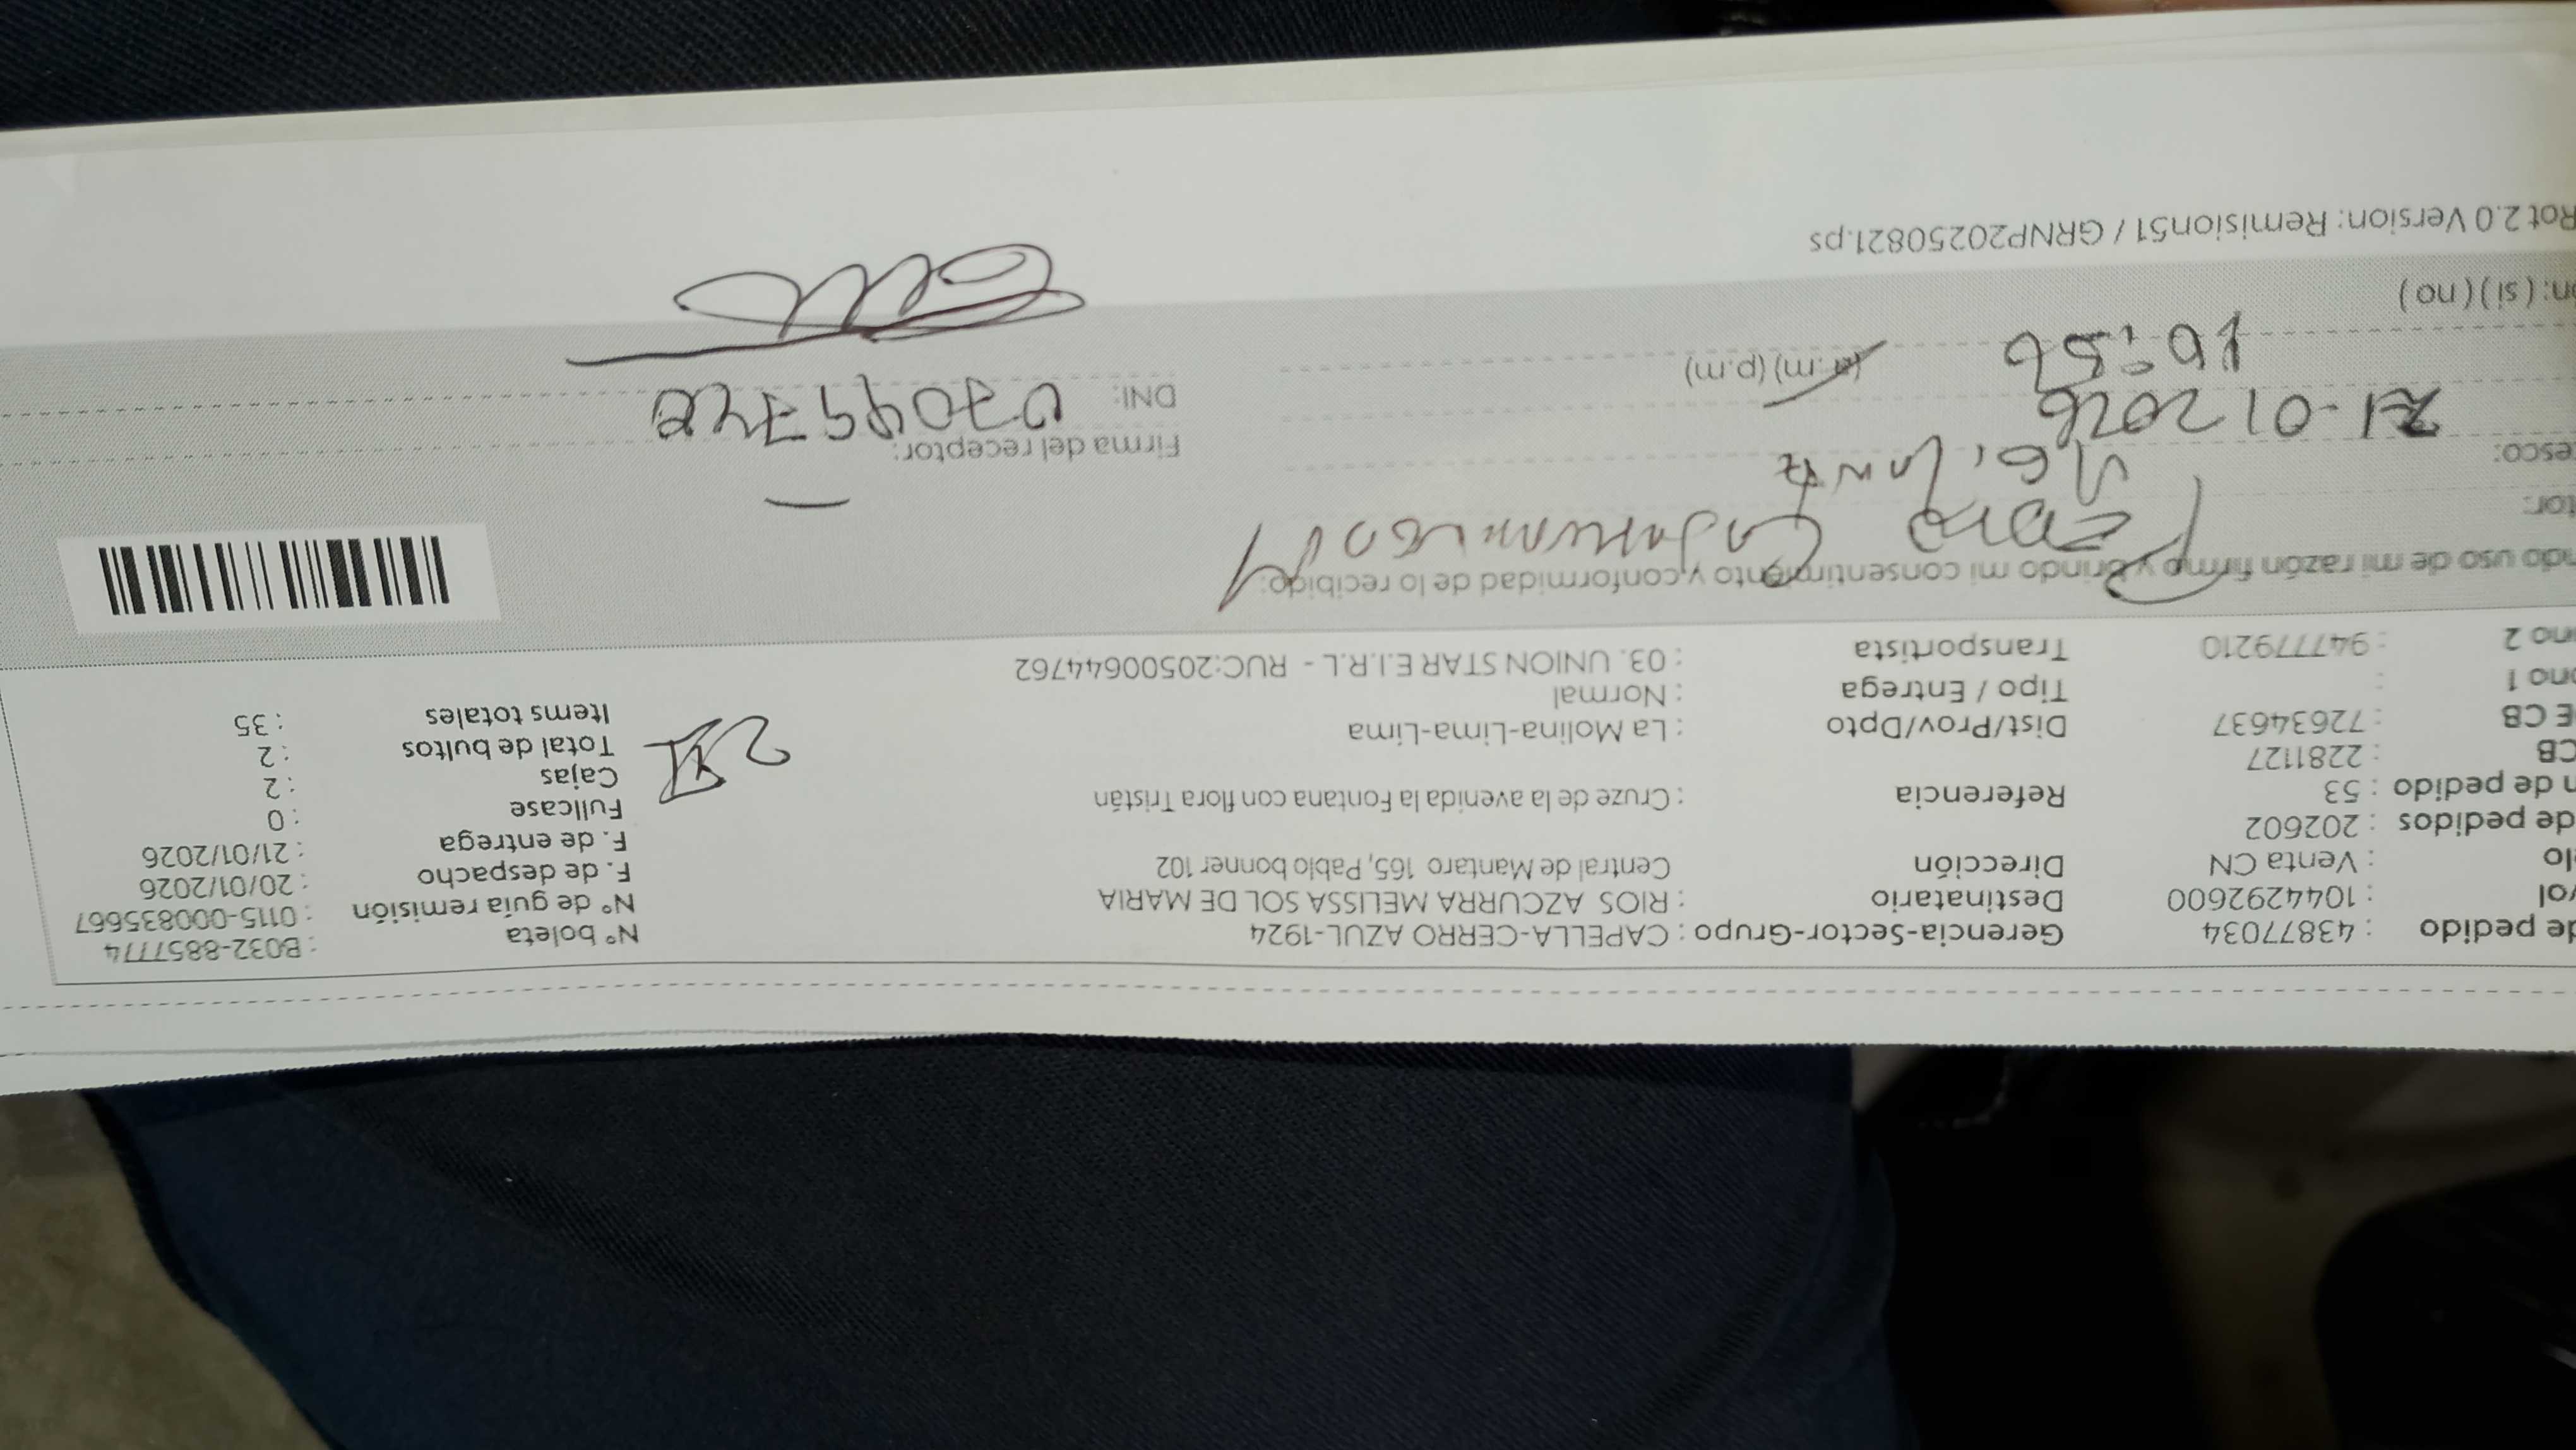 de pedido : 43877034 Gerencia-Sector-Grupo : CAPELLA-CERRO AZUL-1924 N° boleta : B032-8857774
rol : 1044292600 Destinatario : RIOS AZCURRA MELISSA SOL DE MARIA N° de guía remisión : 0115-000835667
lo : Venta CN Dirección Central de Mantaro 165, Pablo bonner 102 F. de despacho : 20/01/2026
de pedidos : 202602 F. de entrega : 21/01/2026
n de pedido : 53 Referencia : Cruze de la avenida la Fontana con flora Tristán Fullcase : 0
CB : 2281127 Cajas : 2
E CB : 72634637 Dist/Prov/Dpto : La Molina-Lima-Lima Total de bultos : 2
ono 1 : Tipo / Entrega : Normal Items totales : 35
ono 2 : 947779210 Transportista : 03. UNION STAR E.I.R.L - RUC:20500644762
ndo uso de mi razón firmo y brindo mi consentimiento y conformidad de lo recibido:
tor: Pedro
esco: Vigilante Firma del receptor:
21-01 2026 DNI:
10:56 (a.m) (p.m)
n: ( si ) ( no )
Rot 2.0 Version: Remision51 / GRNP20250821.ps